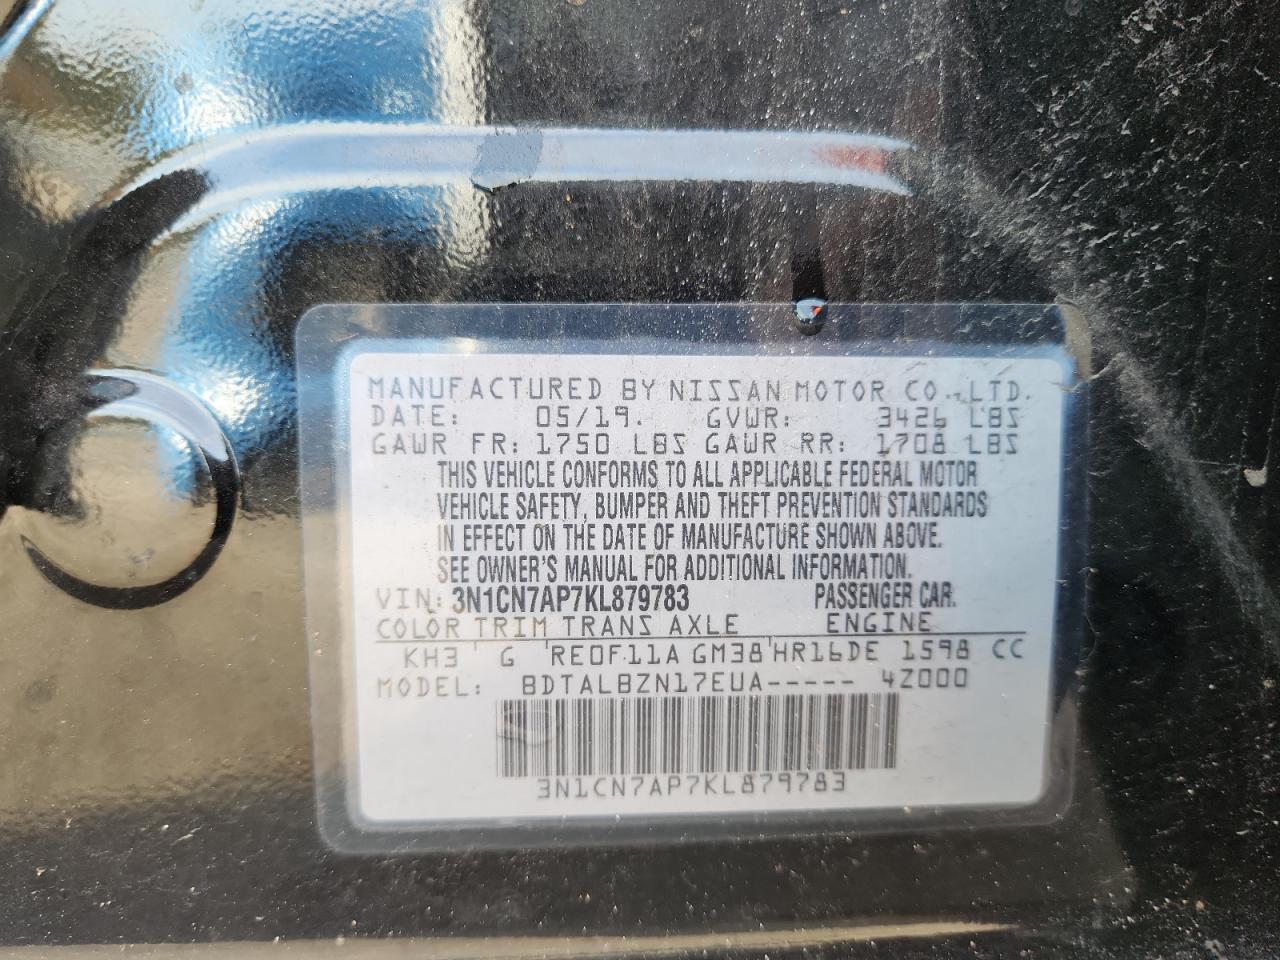 MANUFACTURED BY NISSAN MOTOR CO., LTD.
DATE: 05/19. GVWR: 3426 LBS
GAWR FR: 1750 LBS GAWR RR: 1708 LBS
THIS VEHICLE CONFORMS TO ALL APPLICABLE FEDERAL MOTOR
VEHICLE SAFETY, BUMPER AND THEFT PREVENTION STANDARDS
IN EFFECT ON THE DATE OF MANUFACTURE SHOWN ABOVE.
SEE OWNER'S MANUAL FOR ADDITIONAL INFORMATION.
VIN: 3N1CN7AP7KL879783 PASSENGER CAR.
COLOR TRIM TRANS AXLE ENGINE
KH3 G RE0F11A GM38 HR16DE 1598 CC
MODEL: BDTALBZN17EUA----- 4Z000
3N1CN7AP7KL879783